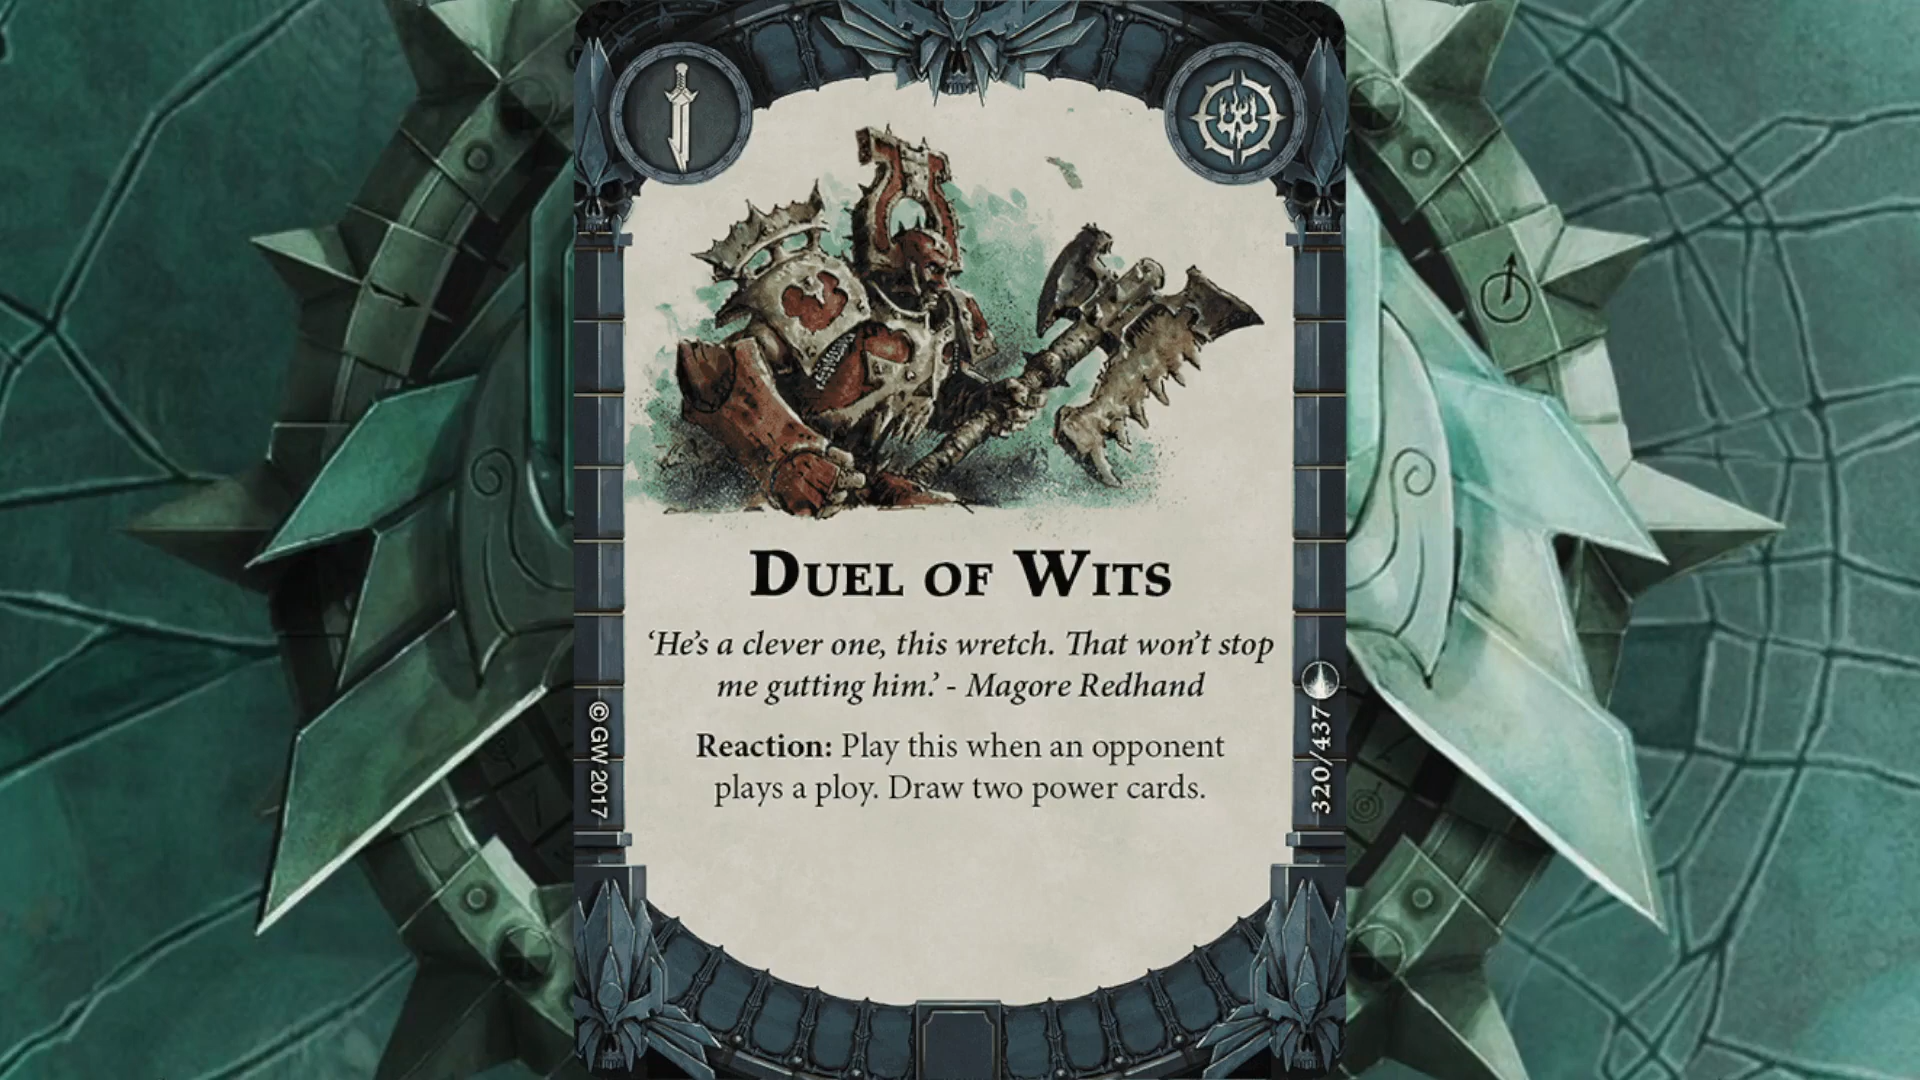 DUEL OF WITS
‘He’s a clever one, this wretch. That won’t stop
me gutting him.’ - Magore Redhand
Reaction: Play this when an opponent
plays a ploy. Draw two power cards.
© GW 2017
320/437